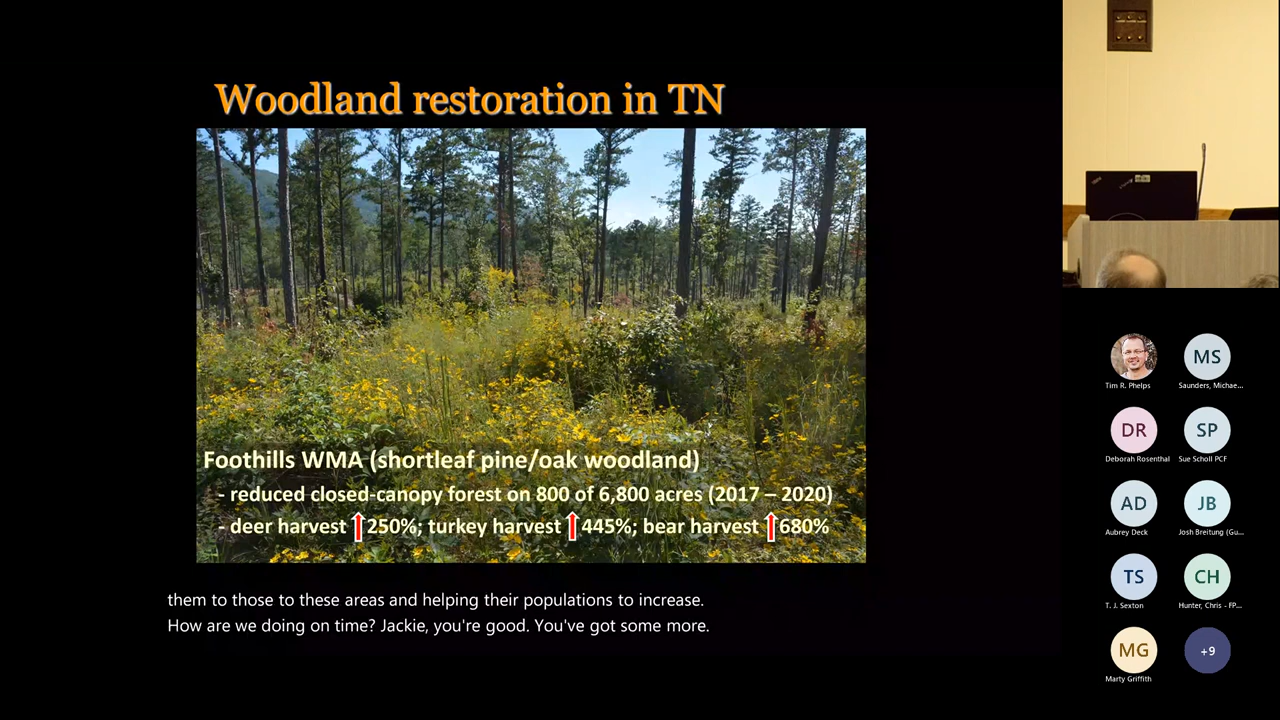 Woodland restoration in TN
Foothills WMA (shortleaf pine/oak woodland)
- reduced closed-canopy forest on 800 of 6,800 acres (2017 – 2020)
- deer harvest 250%; turkey harvest 445%; bear harvest 680%
them to those to these areas and helping their populations to increase.
How are we doing on time? Jackie, you're good. You've got some more.
Tim R. Phelps
MS
Saunders, Michae...
DR
Deborah Rosenthal
SP
Sue Scholl PCF
AD
Aubrey Deck
JB
Josh Breitung (Gu...
TS
T. J. Sexton
CH
Hunter, Chris - FP...
MG
Marty Griffith
+9